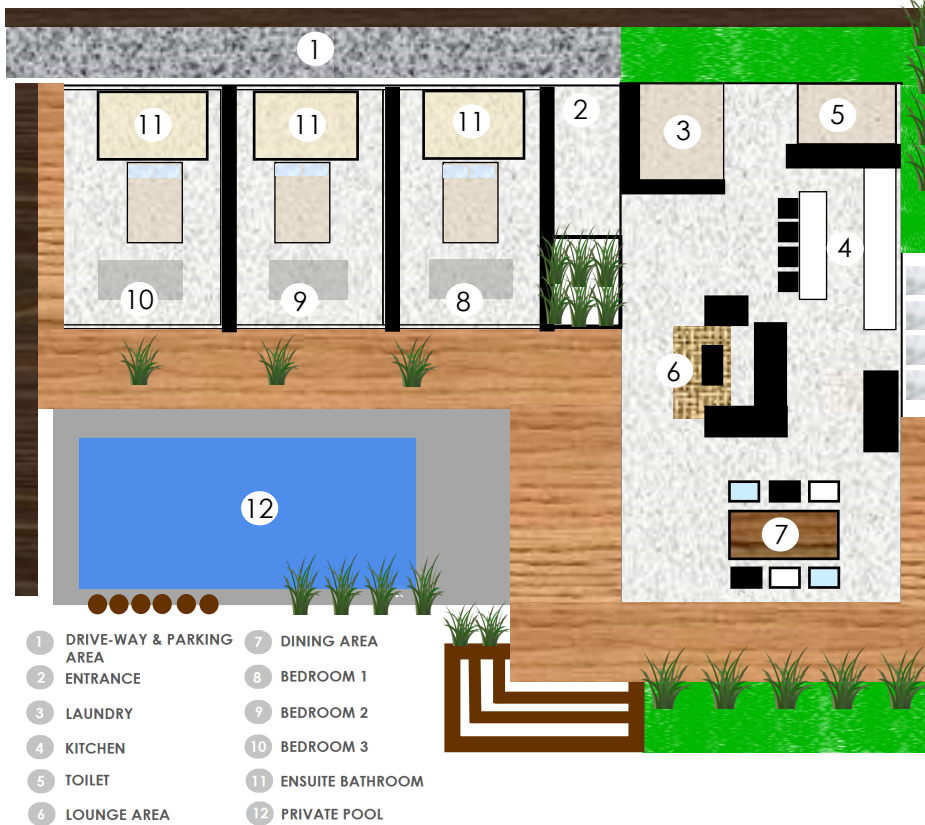 1
11
11
11
2
3
5
4
10
9
8
6
12
7
1 DRIVE-WAY & PARKING
AREA
2 ENTRANCE
3 LAUNDRY
4 KITCHEN
5 TOILET
6 LOUNGE AREA
7 DINING AREA
8 BEDROOM 1
9 BEDROOM 2
10 BEDROOM 3
11 ENSUITE BATHROOM
12 PRIVATE POOL